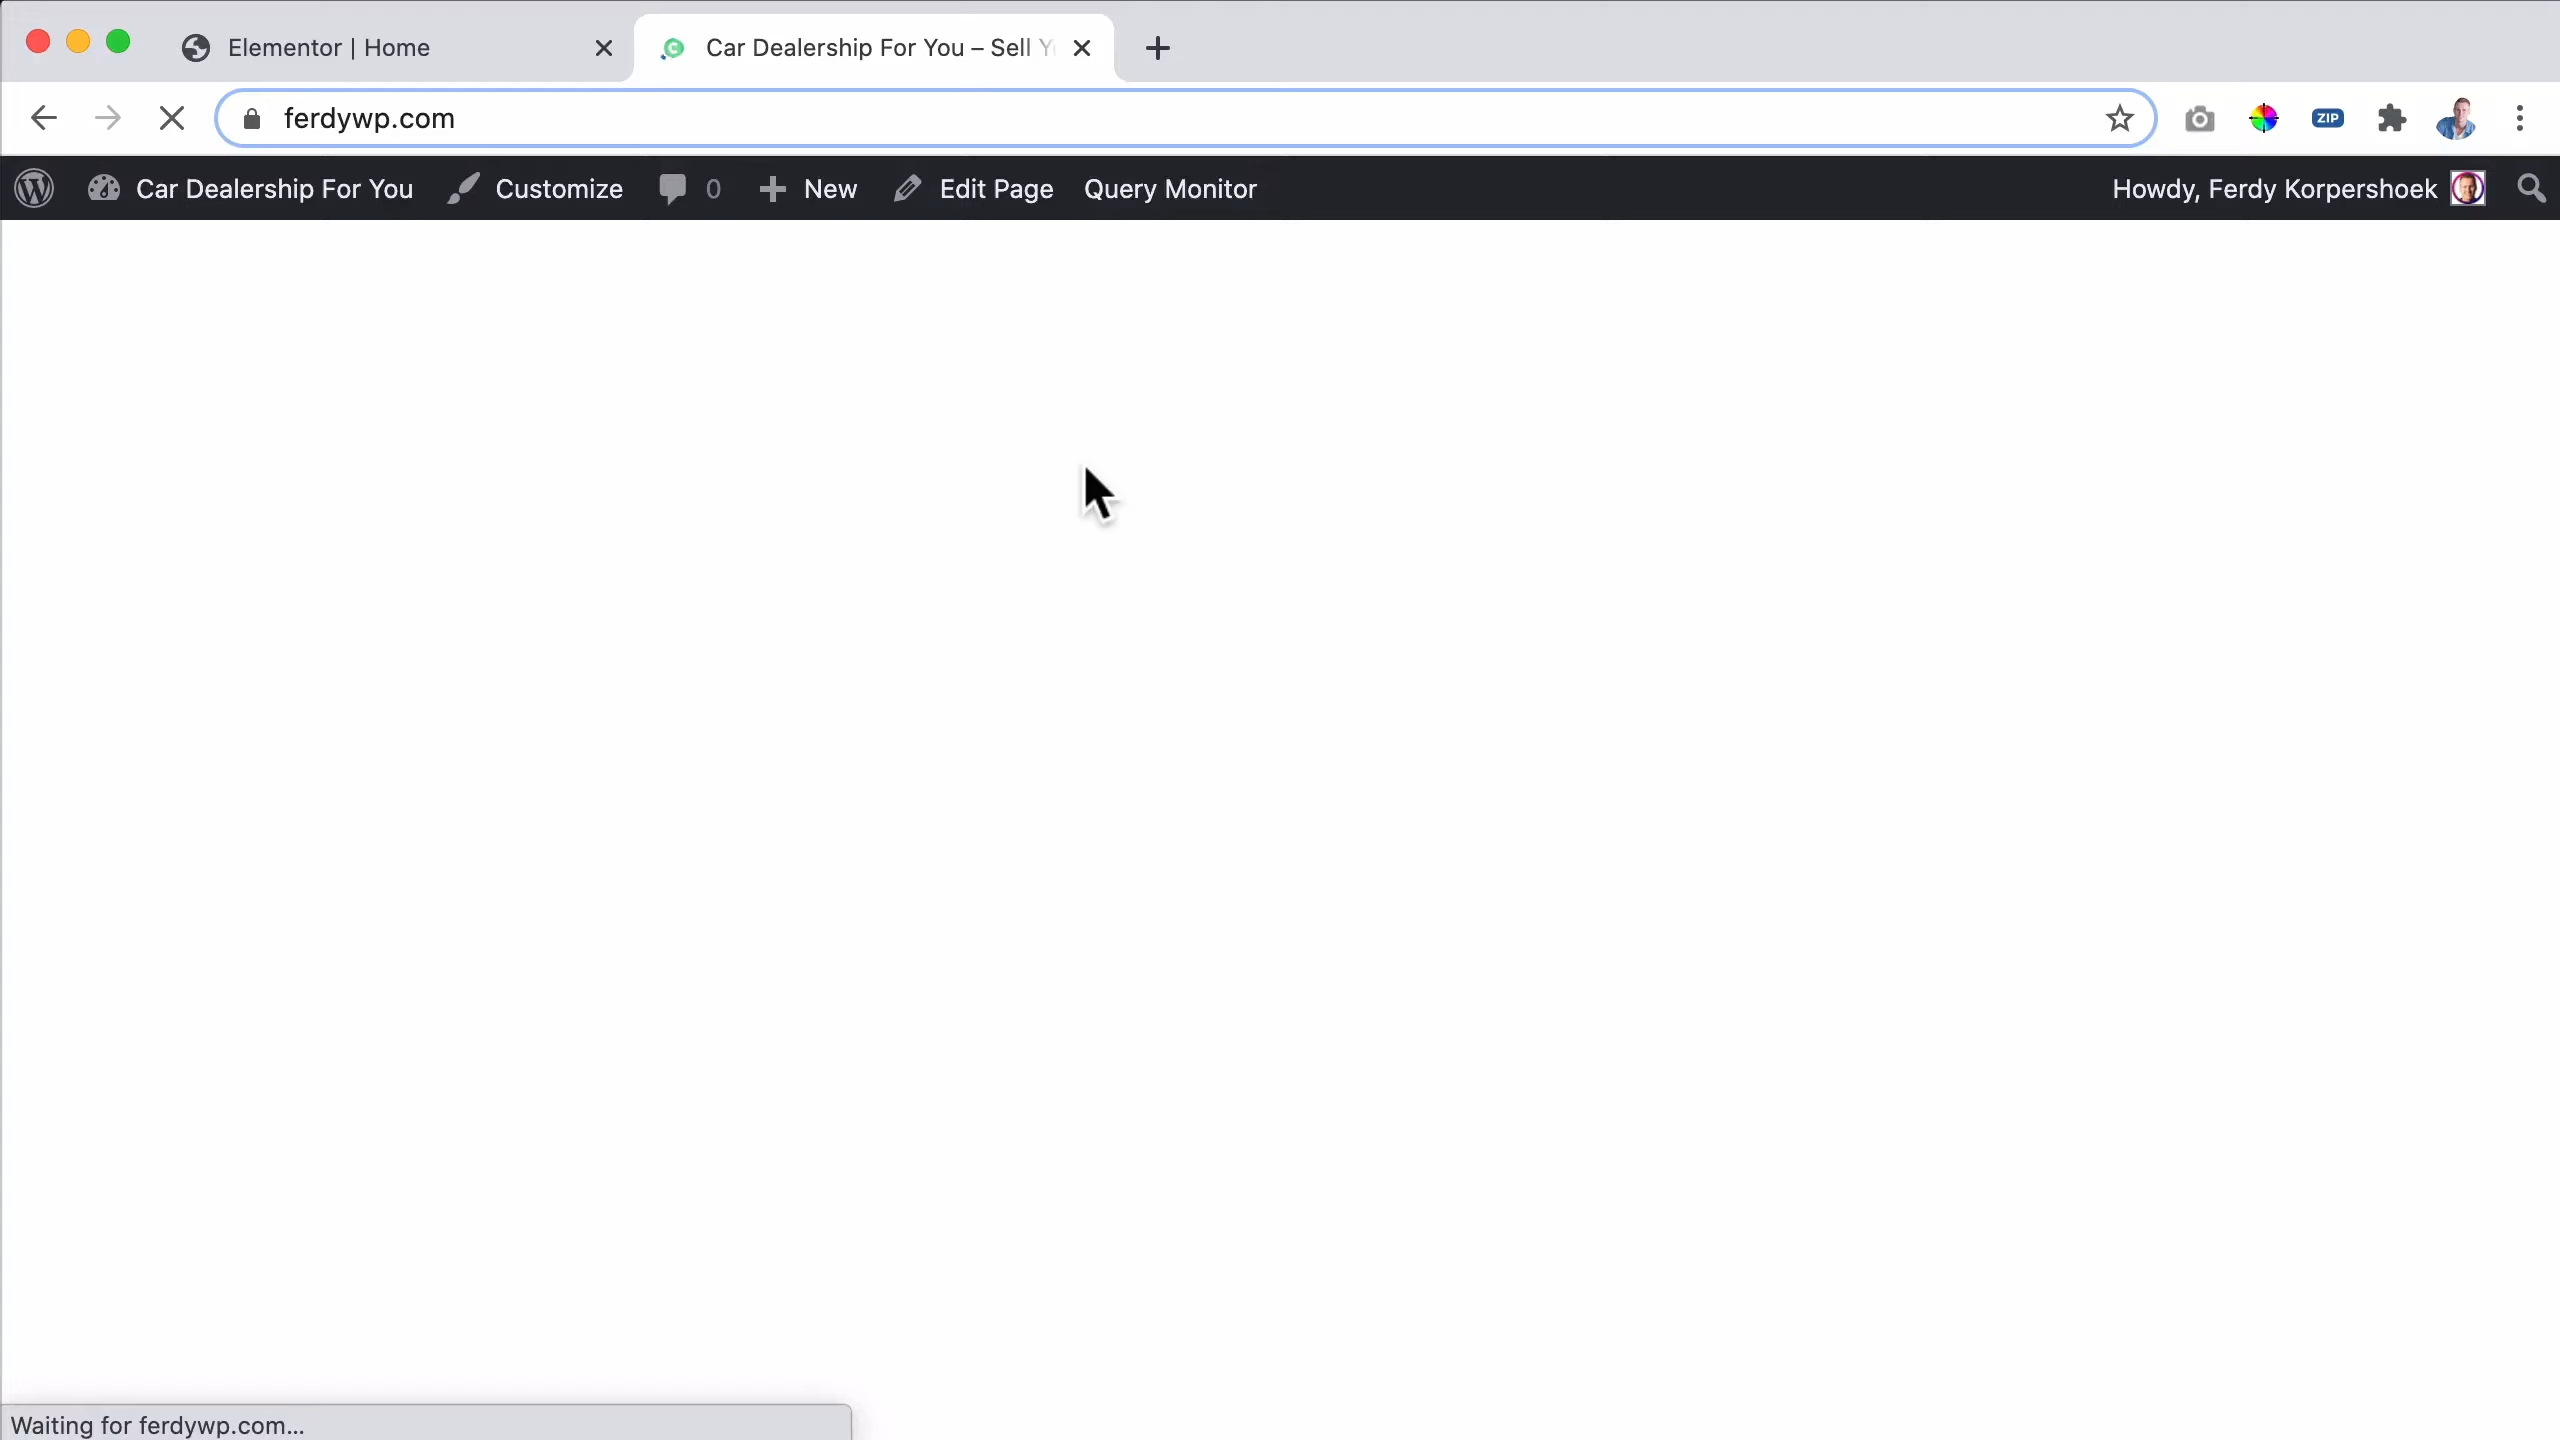 Elementor | Home
Car Dealership For You – Sell
ferdywp.com
ZIP
Car Dealership For You Customize 0 New Edit Page Query Monitor Howdy, Ferdy Korpershoek
Waiting for ferdywp.com...